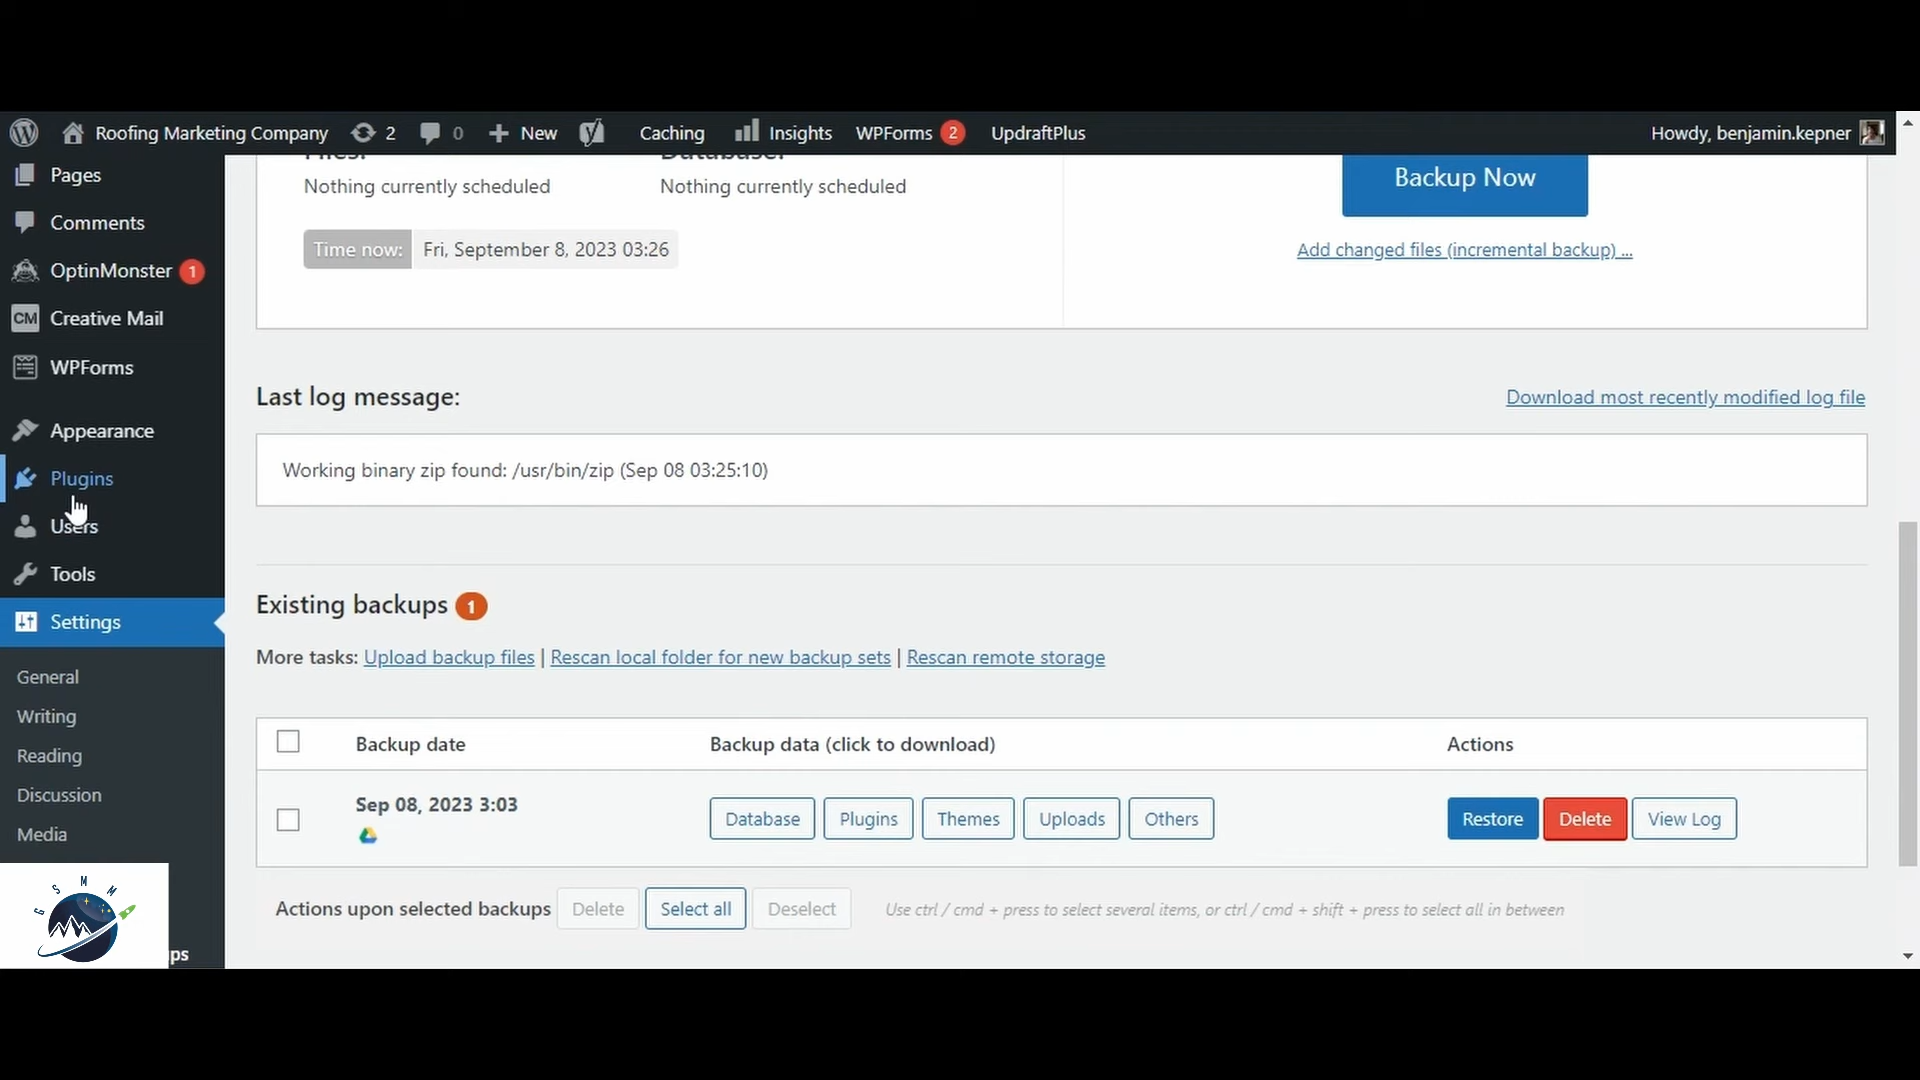 Roofing Marketing Company 2 0 New Caching Insights WPForms 2 UpdraftPlus Howdy, benjamin.kepner
Pages
Comments
OptinMonster 1
CM Creative Mail
WPForms
Appearance
Plugins
Users
Tools
Settings
General
Writing
Reading
Discussion
Media
G S M M
ups
Files: Database:
Nothing currently scheduled Nothing currently scheduled
Time now: Fri, September 8, 2023 03:26
Backup Now
Add changed files (incremental backup) ...
Last log message: Download most recently modified log file
Working binary zip found: /usr/bin/zip (Sep 08 03:25:10)
Existing backups 1
More tasks: Upload backup files | Rescan local folder for new backup sets | Rescan remote storage
Backup date Backup data (click to download) Actions
Sep 08, 2023 3:03 Database Plugins Themes Uploads Others Restore Delete View Log
Actions upon selected backups Delete Select all Deselect Use ctrl / cmd + press to select several items, or ctrl / cmd + shift + press to select all in between